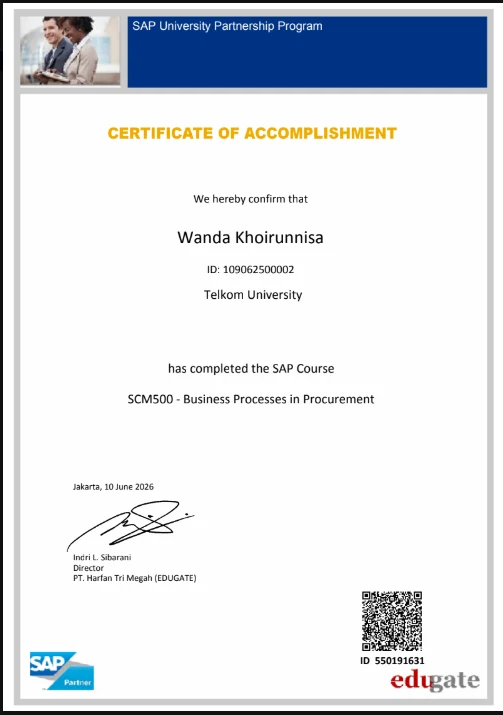 SAP University Partnership Program
CERTIFICATE OF ACCOMPLISHMENT
We hereby confirm that
Wanda Khoirunnisa
ID: 109062500002
Telkom University
has completed the SAP Course
SCM500 - Business Processes in Procurement
Jakarta, 10 June 2026
Indri L. Sibarani
Director
PT. Harfan Tri Megah (EDUGATE)
ID 550191631
SAP
Partner
edugate